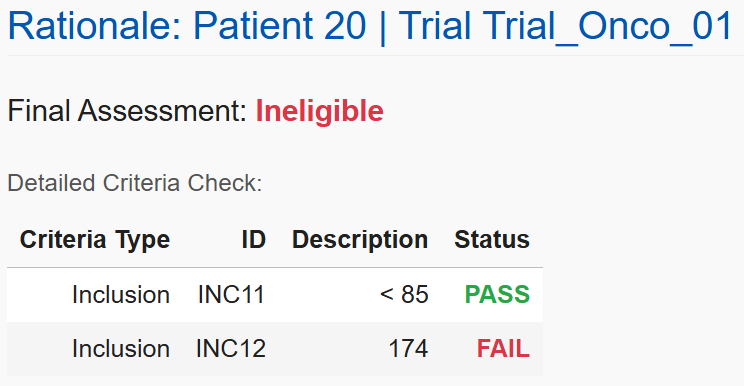 Rationale: Patient 20 | Trial Trial_Onco_01
Final Assessment: Ineligible
Detailed Criteria Check:
Criteria Type ID Description Status
Inclusion INC11 < 85 PASS
Inclusion INC12 174 FAIL